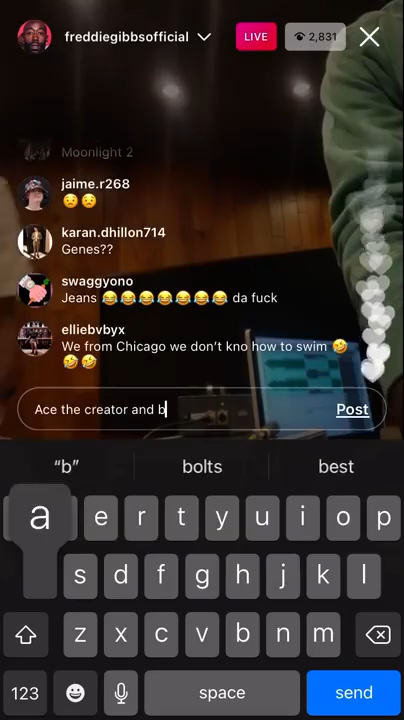 freddiegibbsofficial
LIVE
2,831
Moonlight 2
jaime.r268
😟 😟
karan.dhillon714
Genes??
swaggyono
Jeans 😂😂😂😂😂😂😂 da fuck
elliebvbyx
We from Chicago we don't kno how to swim 🤣
🤣🤣
Ace the creator and b
Post
“b”
bolts
best
a e r t y u i o p
a
s d f g h j k l
z x c v b n m
123
space
send